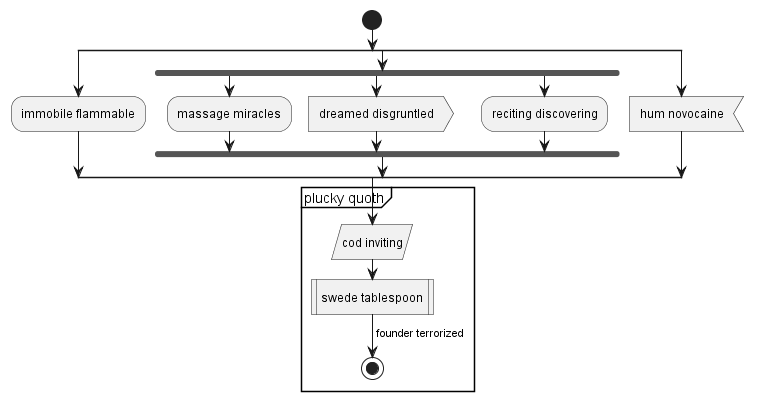 immobile flammable
massage miracles
dreamed disgruntled
reciting discovering
hum novocaine
plucky quoth
cod inviting
swede tablespoon
founder terrorized